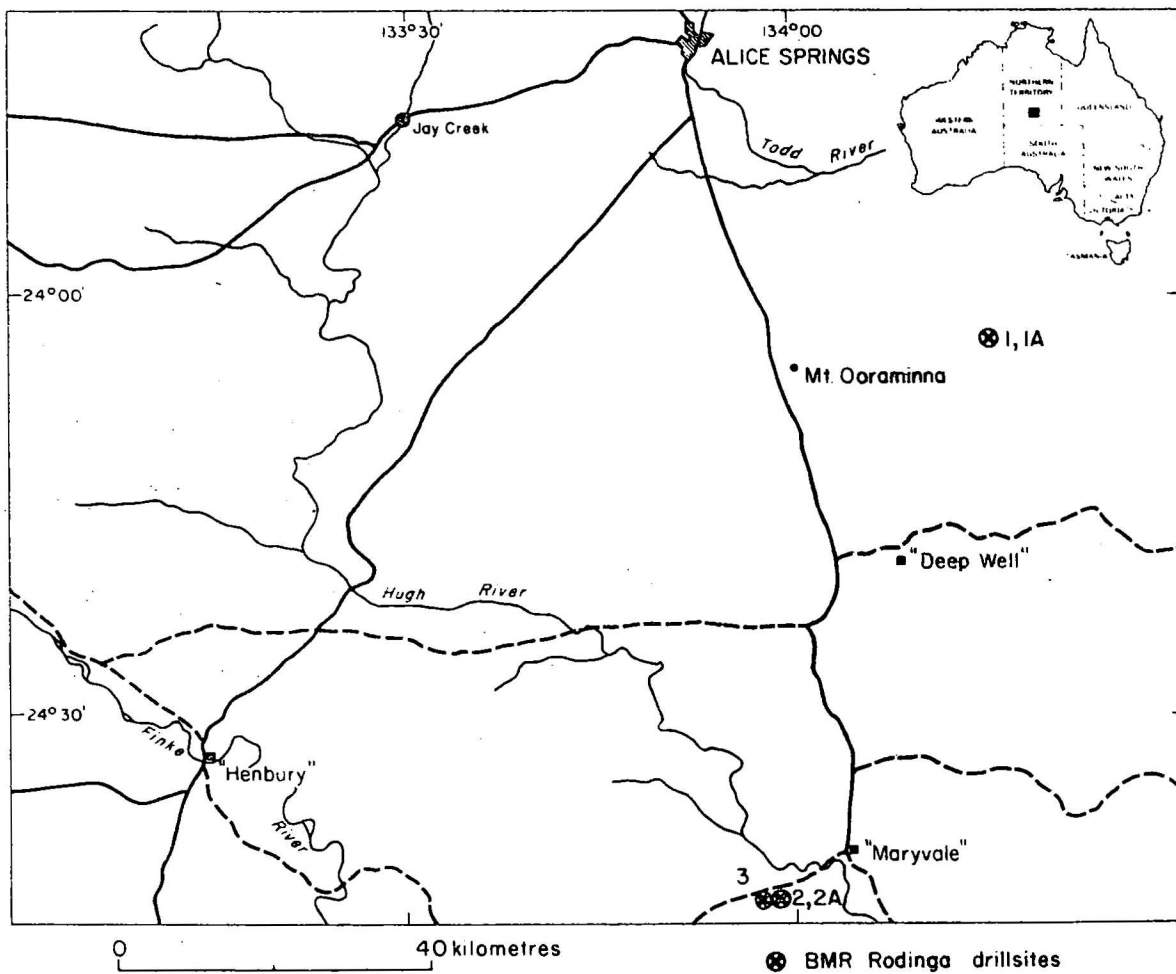 133°30'
134°00'
ALICE SPRINGS
NORTHERN
TERRITORY
QUEENSLAND
WESTERN
AUSTRALIA
SOUTH
AUSTRALIA
NEW SOUTH
WALES
VICTORIA
TASMANIA
Jay Creek
Todd River
24°00'
1, 1A
Mt. Ooraminna
"Deep Well"
Hugh River
24°30'
Finke
"Henbury"
River
"Maryvale"
3
2, 2A
0 40 kilometres
BMR Rodinga drillsites